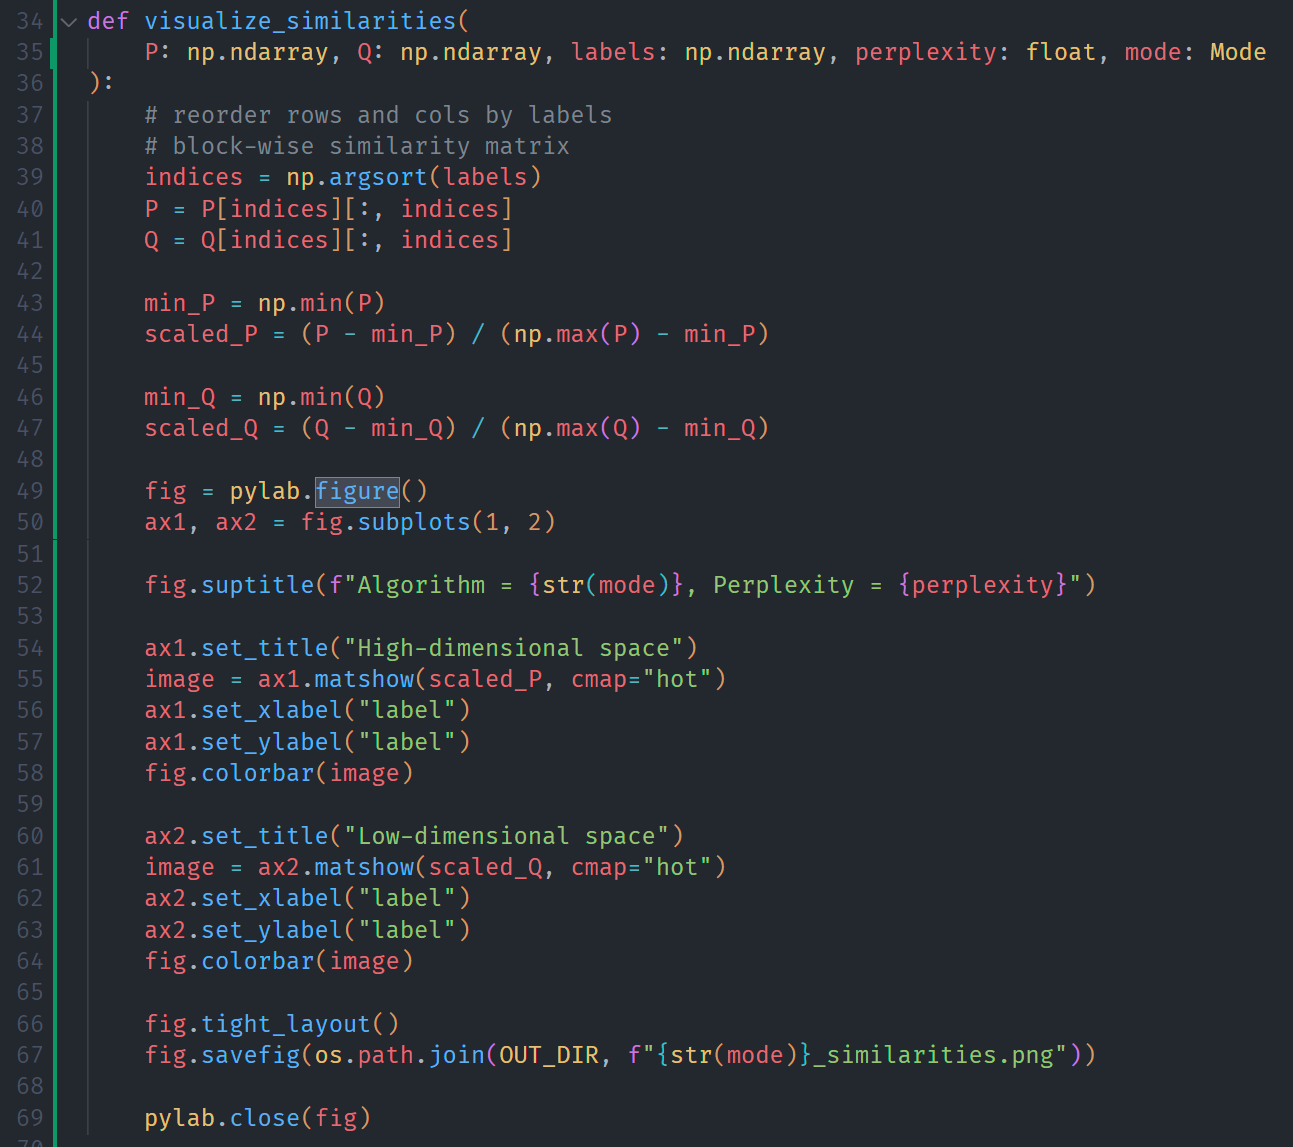 34 def visualize_similarities(
35     P: np.ndarray, Q: np.ndarray, labels: np.ndarray, perplexity: float, mode: Mode
36 ):
37     # reorder rows and cols by labels
38     # block-wise similarity matrix
39     indices = np.argsort(labels)
40     P = P[indices][:, indices]
41     Q = Q[indices][:, indices]
42
43     min_P = np.min(P)
44     scaled_P = (P - min_P) / (np.max(P) - min_P)
45
46     min_Q = np.min(Q)
47     scaled_Q = (Q - min_Q) / (np.max(Q) - min_Q)
48
49     fig = pylab.figure()
50     ax1, ax2 = fig.subplots(1, 2)
51
52     fig.suptitle(f"Algorithm = {str(mode)}, Perplexity = {perplexity}")
53
54     ax1.set_title("High-dimensional space")
55     image = ax1.matshow(scaled_P, cmap="hot")
56     ax1.set_xlabel("label")
57     ax1.set_ylabel("label")
58     fig.colorbar(image)
59
60     ax2.set_title("Low-dimensional space")
61     image = ax2.matshow(scaled_Q, cmap="hot")
62     ax2.set_xlabel("label")
63     ax2.set_ylabel("label")
64     fig.colorbar(image)
65
66     fig.tight_layout()
67     fig.savefig(os.path.join(OUT_DIR, f"{str(mode)}_similarities.png"))
68
69     pylab.close(fig)
70